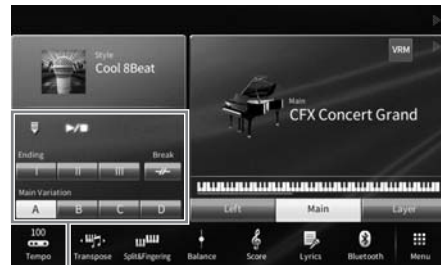 Style
Cool 8Beat
VRM
Main
CFX Concert Grand
Ending
Break
I
II
III
Main Variation
A
B
C
D
Left
Main
Layer
100
Tempo
Transpose
Split&Fingering
Balance
Score
Lyrics
Bluetooth
Menu